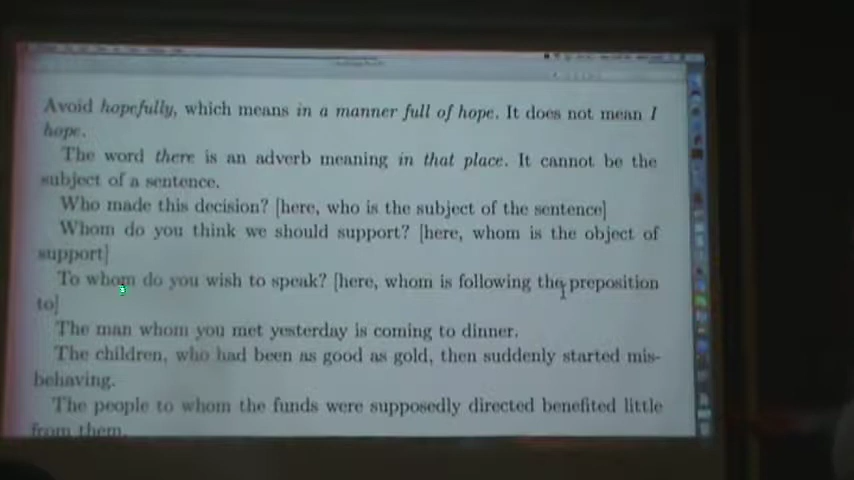 Avoid hopefully, which means in a manner full of hope. It does not mean I
hope.
The word there is an adverb meaning in that place. It cannot be the
subject of a sentence.
Who made this decision? [here, who is the subject of the sentence]
Whom do you think we should support? [here, whom is the object of
support]
To whom do you wish to speak? [here, whom is following the preposition
to]
The man whom you met yesterday is coming to dinner.
The children, who had been as good as gold, then suddenly started mis-
behaving.
The people to whom the funds were supposedly directed benefited little
from them.